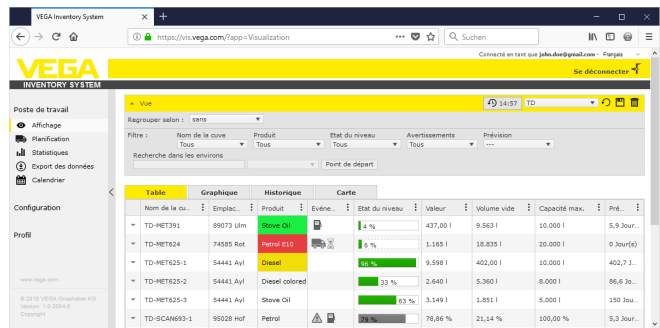 VEGA Inventory System
https://vis.vega.com/?app=Visualization
Suchen
Connecté en tant que john.doe@gmail.com - Français
VEGA
Se déconnecter
INVENTORY SYSTEM
Poste de travail
Affichage
Planification
Statistiques
Export des données
Calendrier
Configuration
Profil
www.vega.com
© 2018 VEGA Grieshaber KG
Copyright
Vue
14:57
TD
Regrouper selon : sans
Filtre :
Nom de la cuve
Produit
Etat du niveau
Avertissements
Prévision
Tous
Tous
Tous
Tous
---
Recherche dans les environs
Point de départ
Table
Graphique
Historique
Carte
Nom de la cu... Emplac... Produit Evéne... Etat du niveau Valeur Volume vide Capacité max. Pré...
TD-MET391 89073 Ulm Stove Oil 4 % 437,00 l 9.563 l 10.000 l 5,9 Jour...
TD-MET624 74585 Rot Petrol E10 6 % 1.165 l 18.835 l 20.000 l 0 Jour(s)
TD-MET625-1 54441 Ayl Diesel 96 % 9.598 l 402,00 l 10.000 l 402,7 J...
TD-MET625-2 54441 Ayl Diesel colored 33 % 2.640 l 5.360 l 8.000 l 86,6 Jo...
TD-MET625-3 54441 Ayl Stove Oil 63 % 3.149 l 1.851 l 5.000 l 150 Jou...
TD-SCAN693-1 95028 Hof Petrol 79 % 78,86 % 21,14 % 100,00 % 5,3 Jour...